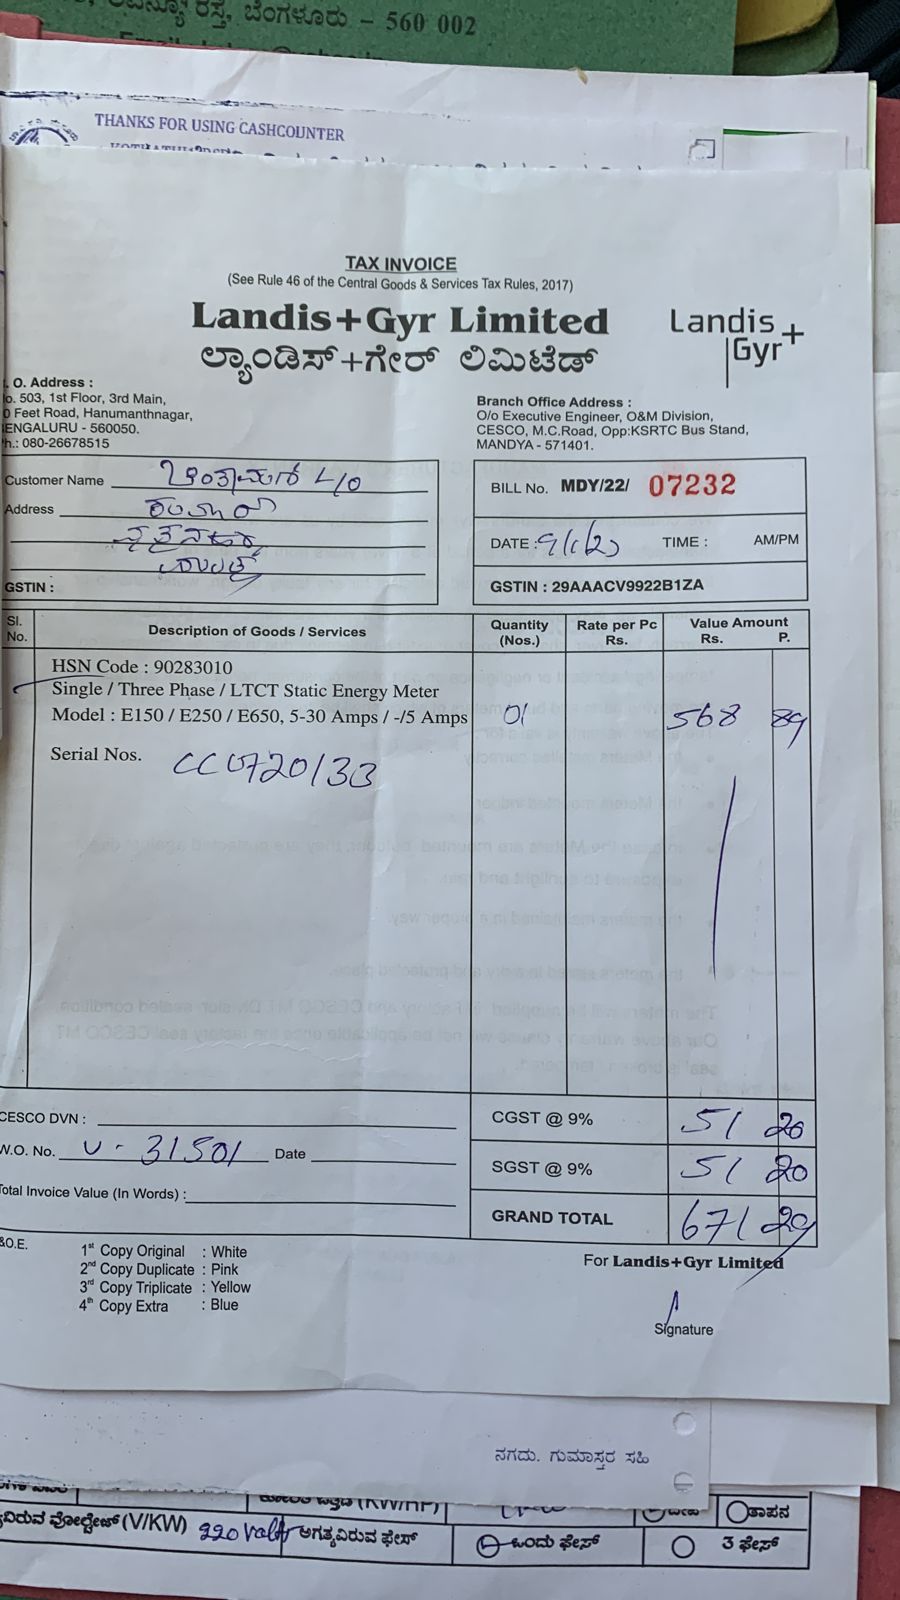 ರಸ್ತೆ, ಬೆಂಗಳೂರು – 560 002
THANKS FOR USING CASHCOUNTER
TAX INVOICE
(See Rule 46 of the Central Goods & Services Tax Rules, 2017)
Landis+Gyr Limited
Landis+
Gyr
ಲ್ಯಾಂಡಿಸ್+ಗೇರ್ ಲಿಮಿಟೆಡ್
. O. Address :
o. 503, 1st Floor, 3rd Main,
0 Feet Road, Hanumanthnagar,
ENGALURU - 560050.
h.: 080-26678515
Branch Office Address :
O/o Executive Engineer, O&M Division,
CESCO, M.C.Road, Opp:KSRTC Bus Stand,
MANDYA - 571401.
Customer Name
Address
GSTIN :
BILL No. MDY/22/ 07232
DATE : 9/1/23 TIME : AM/PM
GSTIN : 29AAACV9922B1ZA
Sl. No. Description of Goods / Services Quantity (Nos.) Rate per Pc Rs. Value Amount Rs. P.
HSN Code : 90283010
Single / Three Phase / LTCT Static Energy Meter
Model : E150 / E250 / E650, 5-30 Amps / -/5 Amps 01 568 89
Serial Nos.
CESCO DVN :
CGST @ 9% 51 20
W.O. No. U - 31501 Date
SGST @ 9% 51 20
Total Invoice Value (In Words) :
GRAND TOTAL 671 29
&O.E.
1st Copy Original : White
2nd Copy Duplicate : Pink
3rd Copy Triplicate : Yellow
4th Copy Extra : Blue
For Landis+Gyr Limited
Signature
ನಗದು. ಗುಮಾಸ್ತರ ಸಹಿ
ವಿರುವ ವೋಲ್ಟೇಜ್ (V/KW) 220 Volt ಅಗತ್ಯವಿರುವ ಫೇಸ್ ಒಂದು ಫೇಸ್ 3 ಫೇಸ್